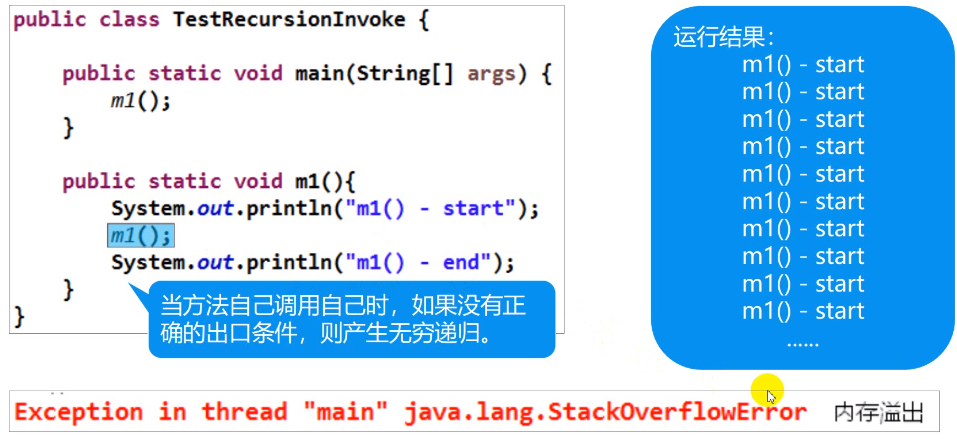 public class TestRecursionInvoke {
public static void main(String[] args) {
m1();
}
public static void m1(){
System.out.println("m1() - start");
m1();
System.out.println("m1() - end");
}
}
当方法自己调用自己时，如果没有正
确的出口条件，则产生无穷递归。
运行结果：
m1() - start
m1() - start
m1() - start
m1() - start
m1() - start
m1() - start
m1() - start
m1() - start
m1() - start
m1() - start
......
Exception in thread "main" java.lang.StackOverflowError 内存溢出